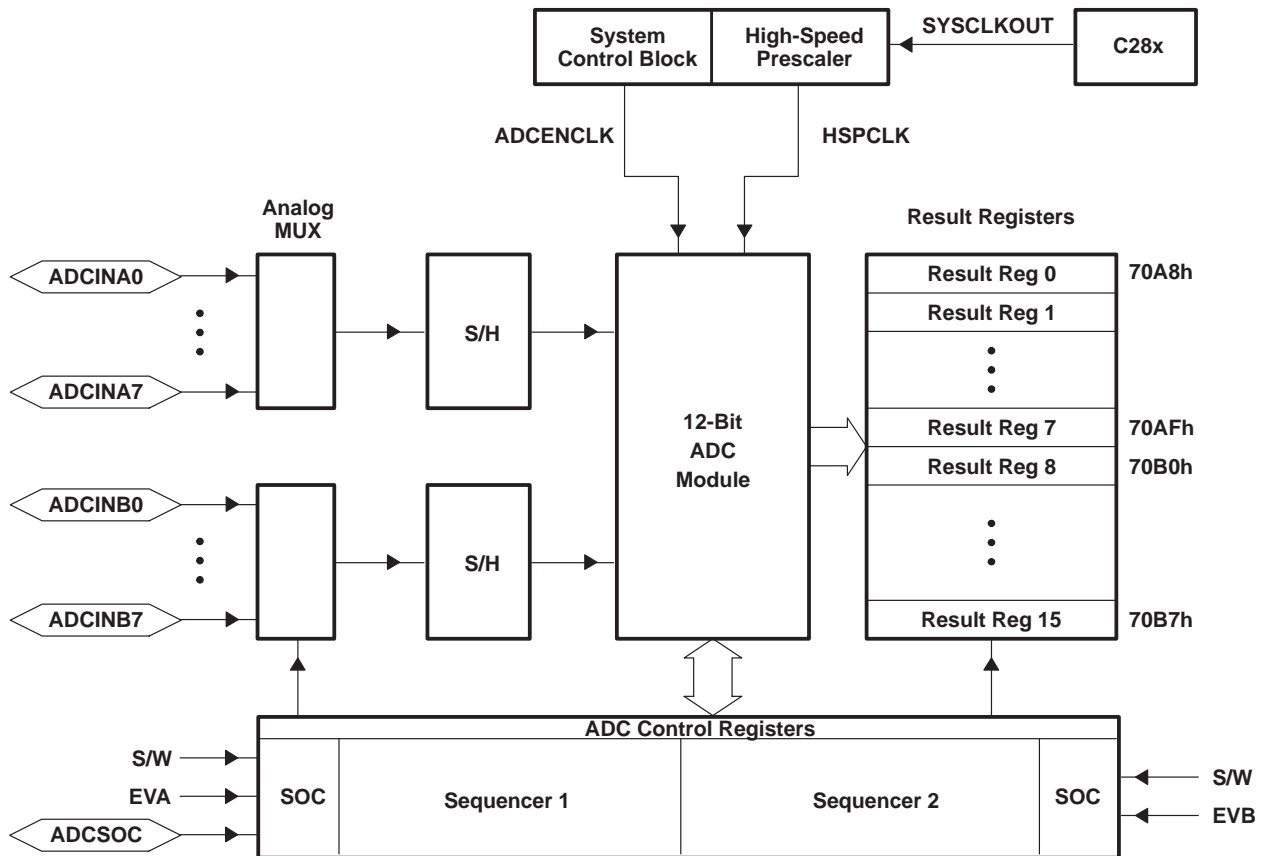 System
Control Block
High-Speed
Prescaler
SYSCLKOUT
C28x
ADCENCLK
HSPCLK
Analog
MUX
Result Registers
ADCINA0
ADCINA7
S/H
12-Bit
ADC
Module
Result Reg 0
70A8h
Result Reg 1
Result Reg 7
70AFh
Result Reg 8
70B0h
ADCINB0
ADCINB7
S/H
Result Reg 15
70B7h
ADC Control Registers
S/W
EVA
ADCSOC
SOC
Sequencer 1
Sequencer 2
SOC
S/W
EVB